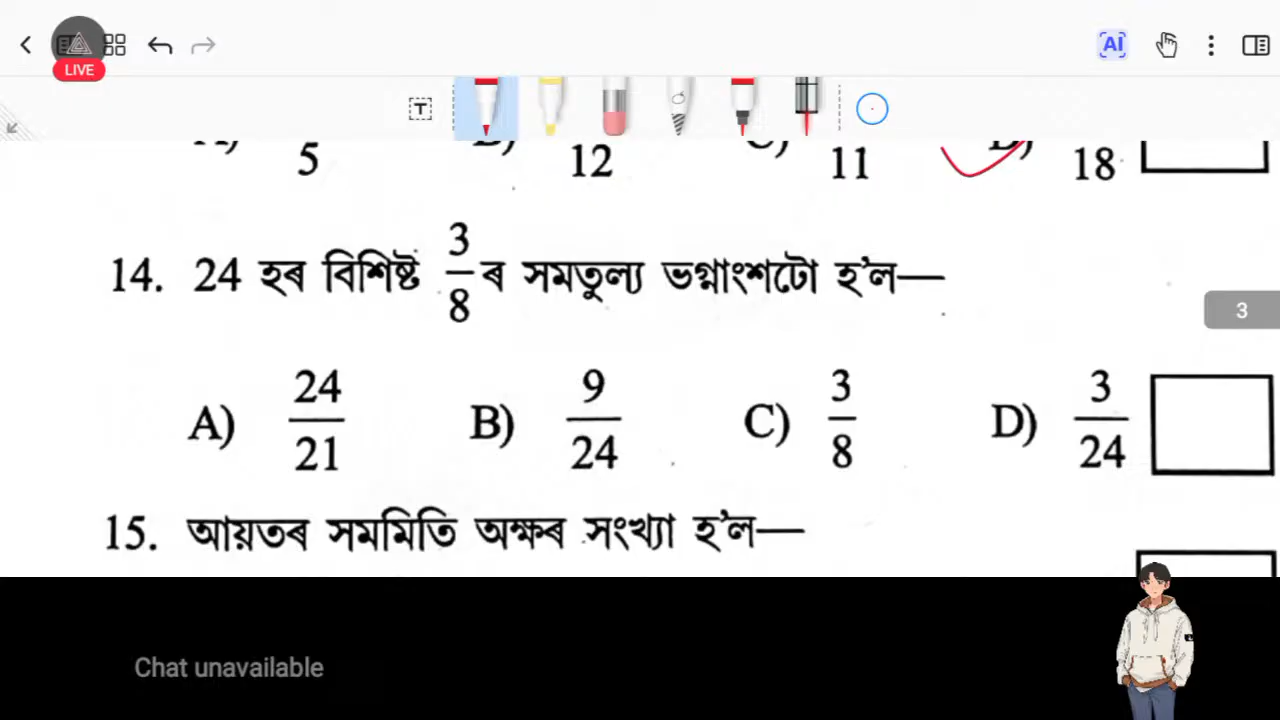 AI
LIVE
T
5 12 11 18
14. 24 হৰ বিশিষ্ট 3/8 ৰ সমতুল্য ভগ্নাংশটো হ'ল—
3
A) 24/21 B) 9/24 C) 3/8 D) 3/24
15. আয়তৰ সমমিতি অক্ষৰ সংখ্যা হ'ল—
Chat unavailable